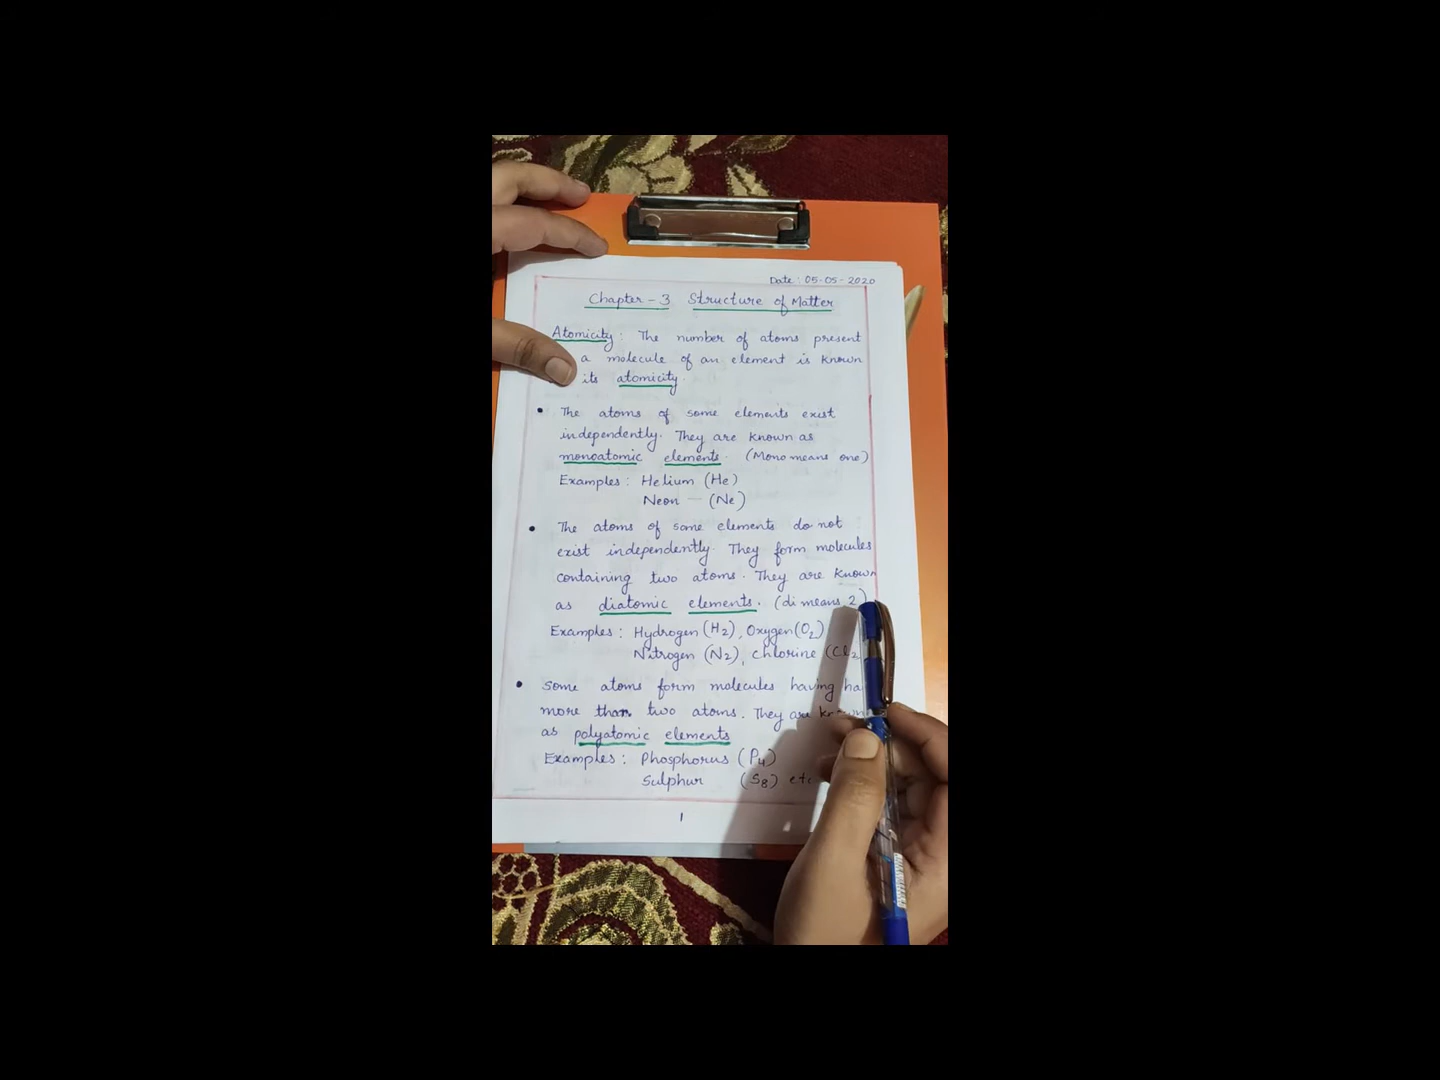 Date: 05-05-2020
Chapter-3 Structure of Matter
Atomicity: The number of atoms present
a molecule of an element is known
its atomicity.
• The atoms of some elements exist
independently. They are known as
monoatomic elements. (Mono means one)
Examples: Helium (He)
Neon — (Ne)
• The atoms of some elements do not
exist independently. They form molecules
containing two atoms. They are known
as diatomic elements. (di means 2)
Examples: Hydrogen (H2), Oxygen (O2)
Nitrogen (N2), chlorine (Cl2
• Some atoms form molecules having
more than two atoms. They are known
as polyatomic elements
Examples: Phosphorus (P4)
Sulphur (S8) etc
1